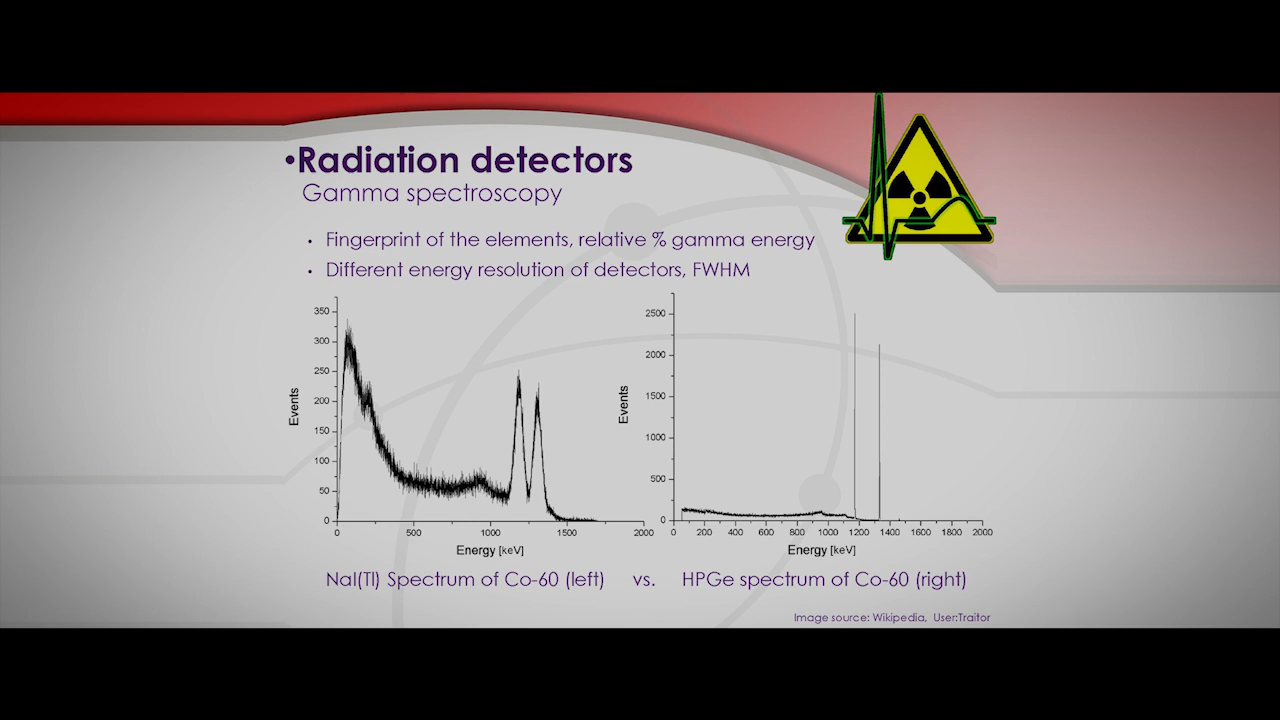 •Radiation detectors
Gamma spectroscopy
• Fingerprint of the elements, relative % gamma energy
• Different energy resolution of detectors, FWHM
350
300
250
200
150
100
50
0
Events
0 500 1000 1500 2000
Energy [keV]
2500
2000
1500
1000
500
0
Events
0 200 400 600 800 1000 1200 1400 1600 1800 2000
Energy [keV]
NaI(Tl) Spectrum of Co-60 (left) vs. HPGe spectrum of Co-60 (right)
Image source: Wikipedia, User:Traitor